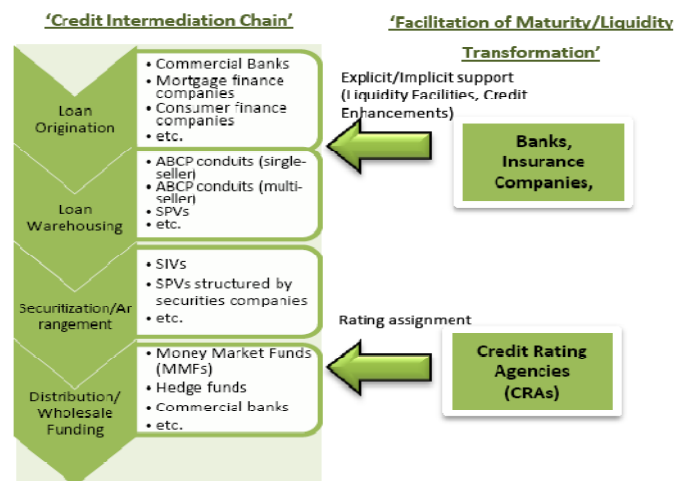 'Credit Intermediation Chain'
'Facilitation of Maturity/Liquidity
Transformation'
Loan
Origination
• Commercial Banks
• Mortgage finance
companies
• Consumer finance
companies
• etc.
Explicit/Implicit support
(Liquidity Facilities, Credit
Enhancements)
Banks,
Insurance
Companies,
Loan
Warehousing
• ABCP conduits (single-
seller)
• ABCP conduits (multi-
seller)
• SPVs
• etc.
Securitization/Ar
rangement
• SIVs
• SPVs structured by
securities companies
• etc.
Rating assignment
Credit Rating
Agencies
(CRAs)
Distribution/
Wholesale
Funding
• Money Market Funds
(MMFs)
• Hedge funds
• Commercial banks
• etc.